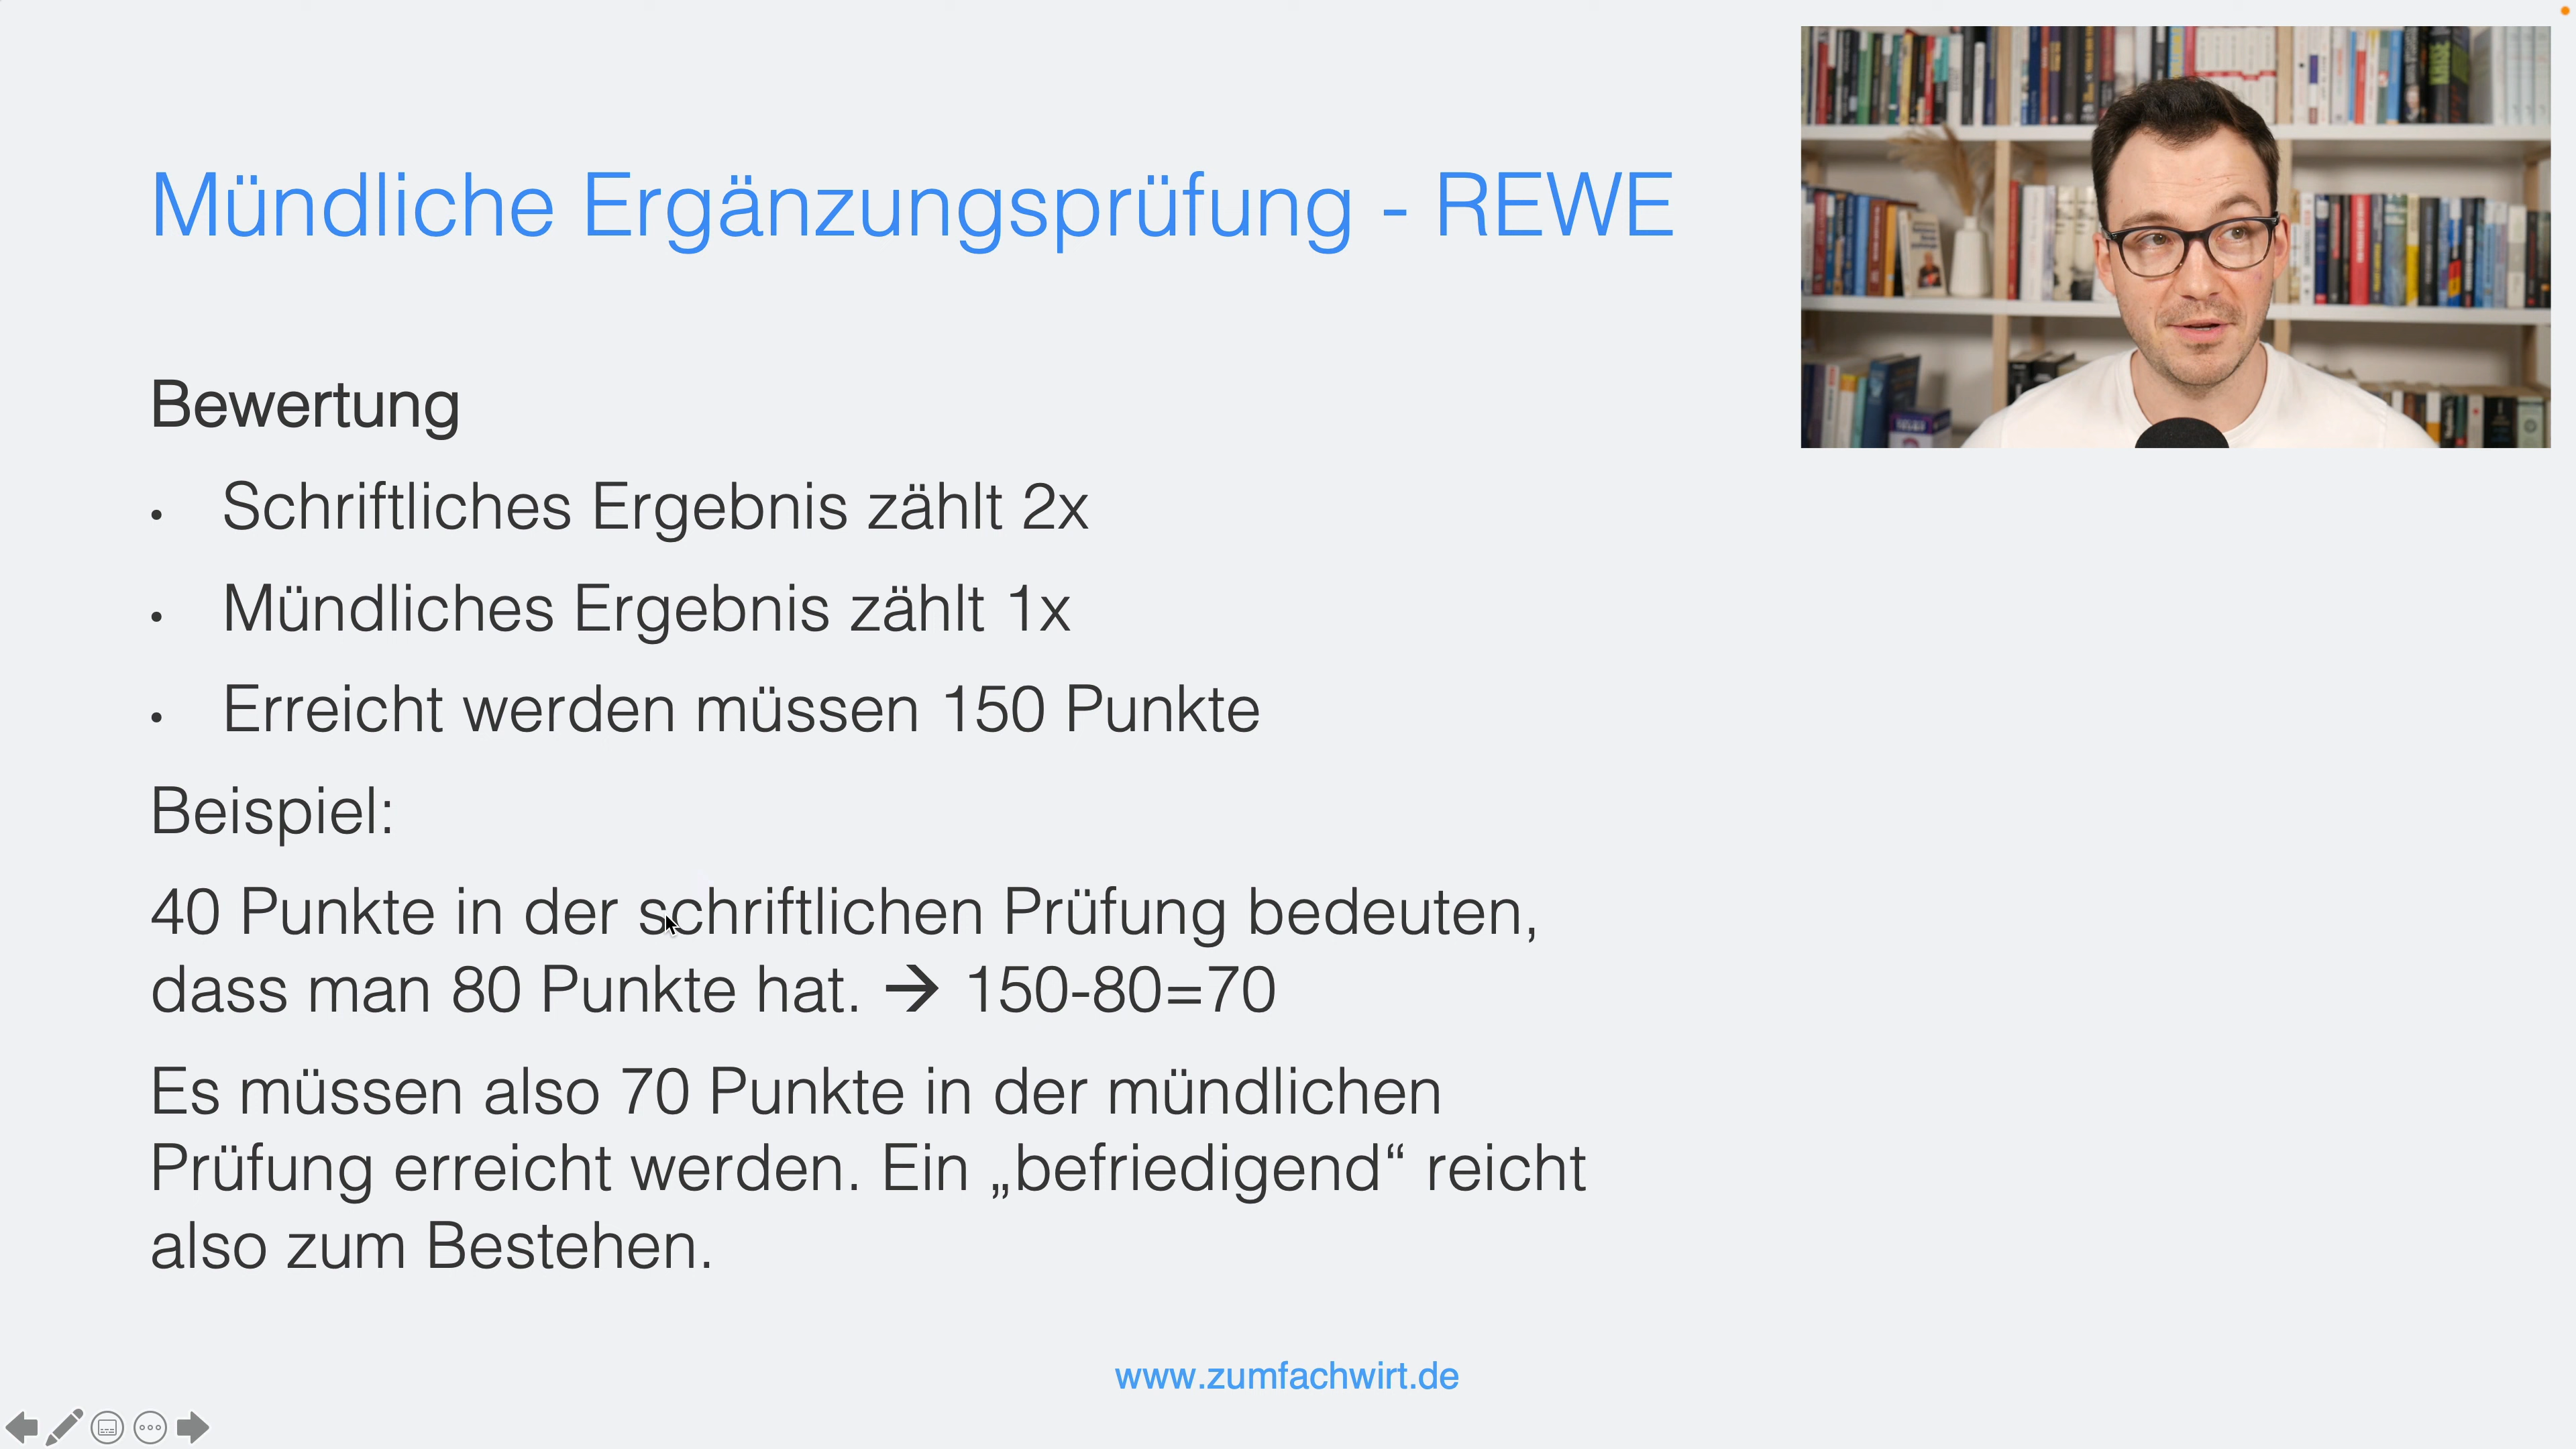 Mündliche Ergänzungsprüfung - REWE
Bewertung
• Schriftliches Ergebnis zählt 2x
• Mündliches Ergebnis zählt 1x
• Erreicht werden müssen 150 Punkte
Beispiel:
40 Punkte in der schriftlichen Prüfung bedeuten,
dass man 80 Punkte hat. → 150-80=70
Es müssen also 70 Punkte in der mündlichen
Prüfung erreicht werden. Ein „befriedigend“ reicht
also zum Bestehen.
www.zumfachwirt.de